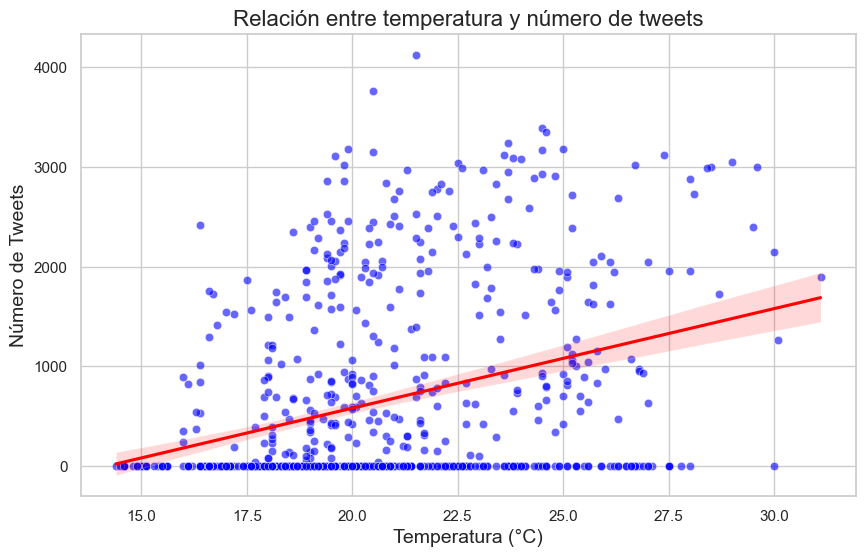 Relación entre temperatura y número de tweets
Número de Tweets
4000
3000
2000
1000
0
15.0 17.5 20.0 22.5 25.0 27.5 30.0
Temperatura (°C)